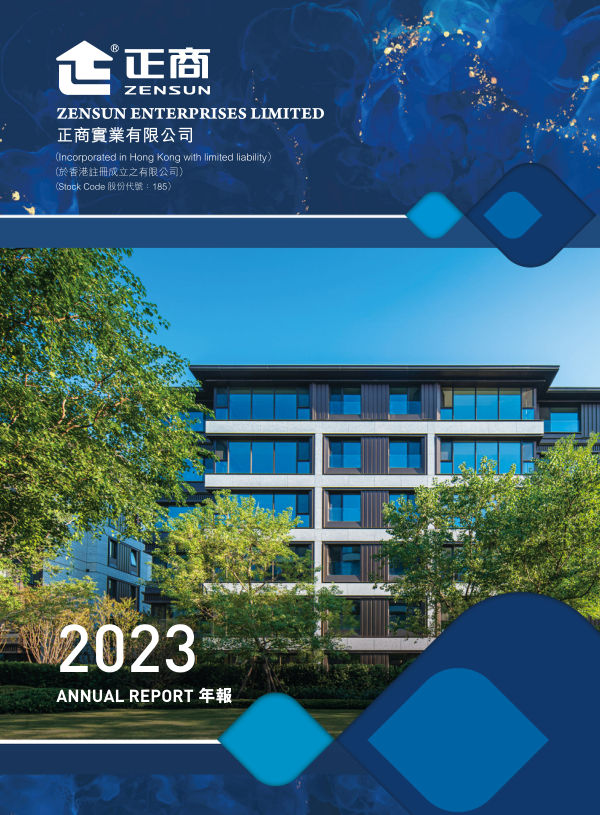 ® 正商
ZENSUN
ZENSUN ENTERPRISES LIMITED
正商實業有限公司
(Incorporated in Hong Kong with limited liability)
(於香港註冊成立之有限公司)
(Stock Code 股份代號：185)
2023
ANNUAL REPORT 年報